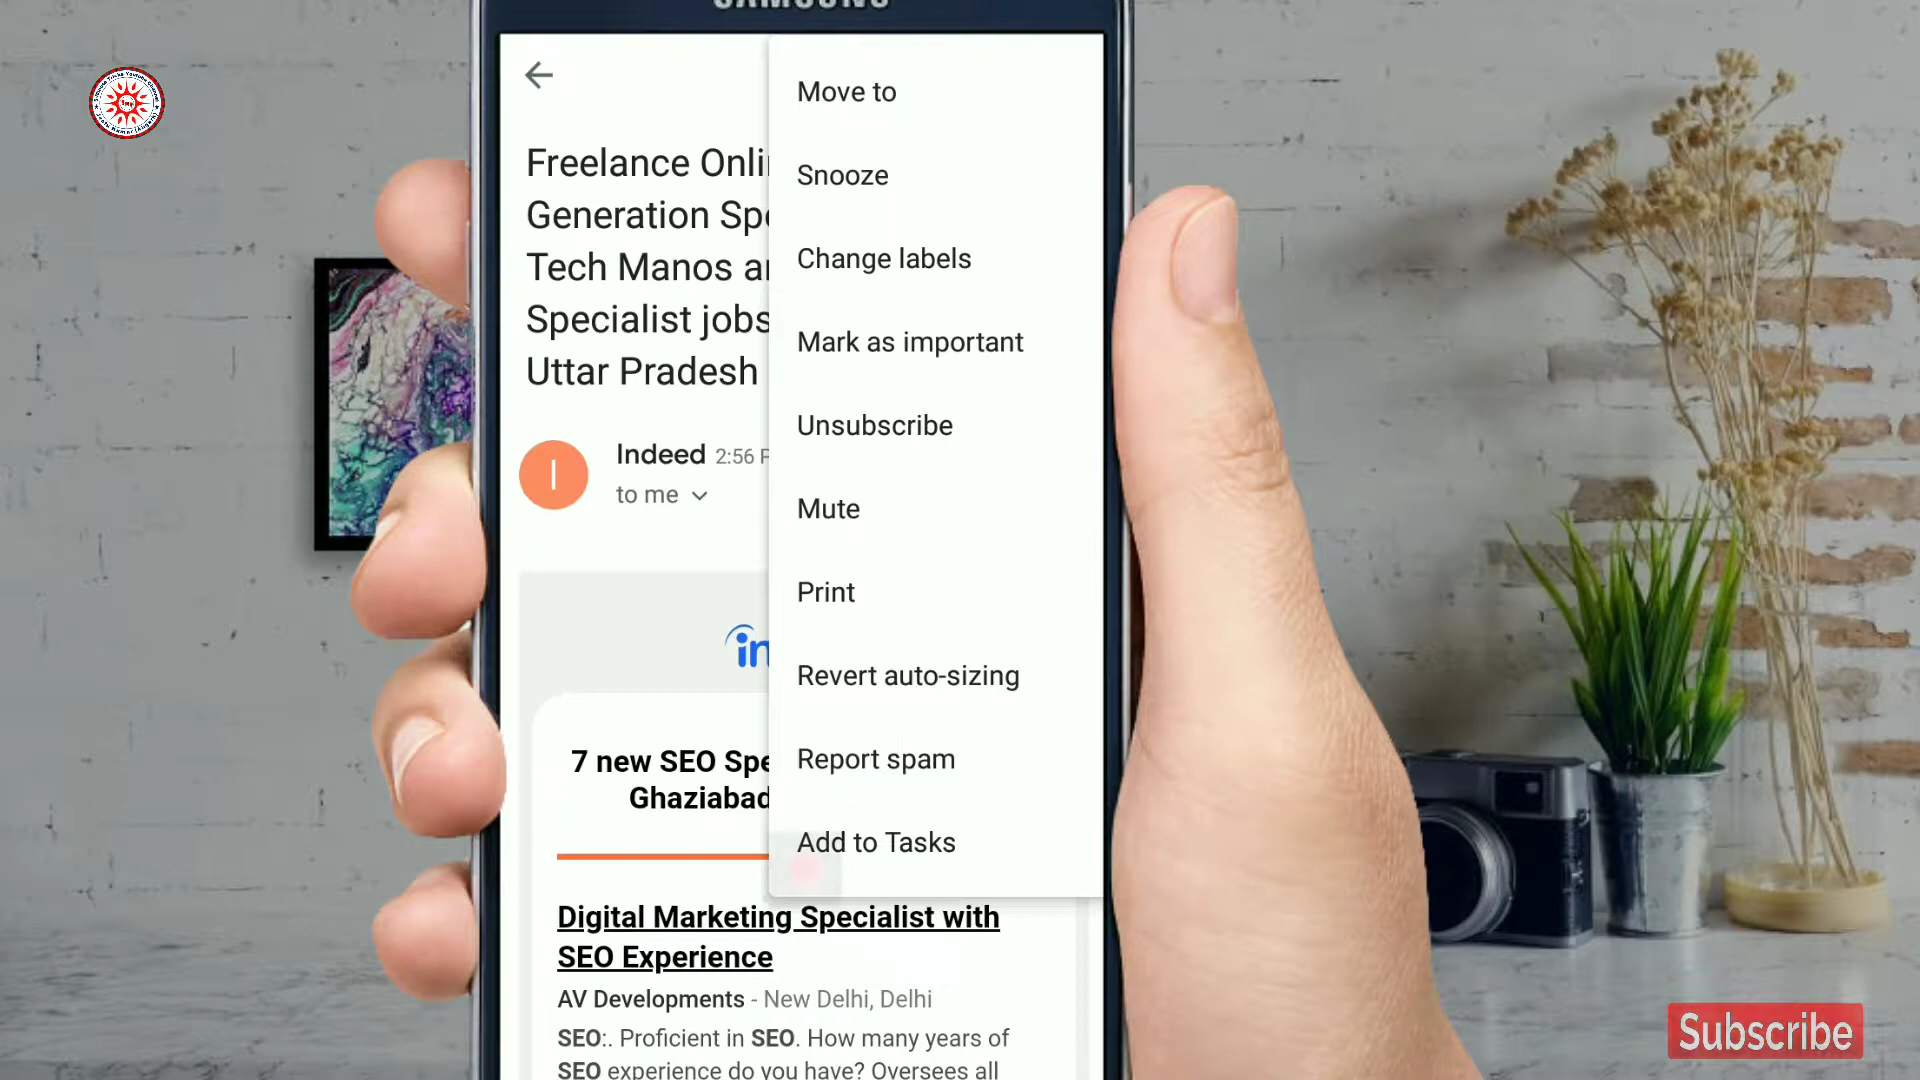 SAMSUNG
Move to
Snooze
Change labels
Mark as important
Unsubscribe
Mute
Print
Revert auto-sizing
Report spam
Add to Tasks
Freelance Onli
Generation Spe
Tech Manos
Specialist jobs
Uttar Pradesh
Indeed 2:56 P
to me
I
in
7 new SEO Spe
Ghaziabad
Digital Marketing Specialist with
SEO Experience
AV Developments - New Delhi, Delhi
SEO:. Proficient in SEO. How many years of
SEO experience do you have? Oversees all
Subscribe